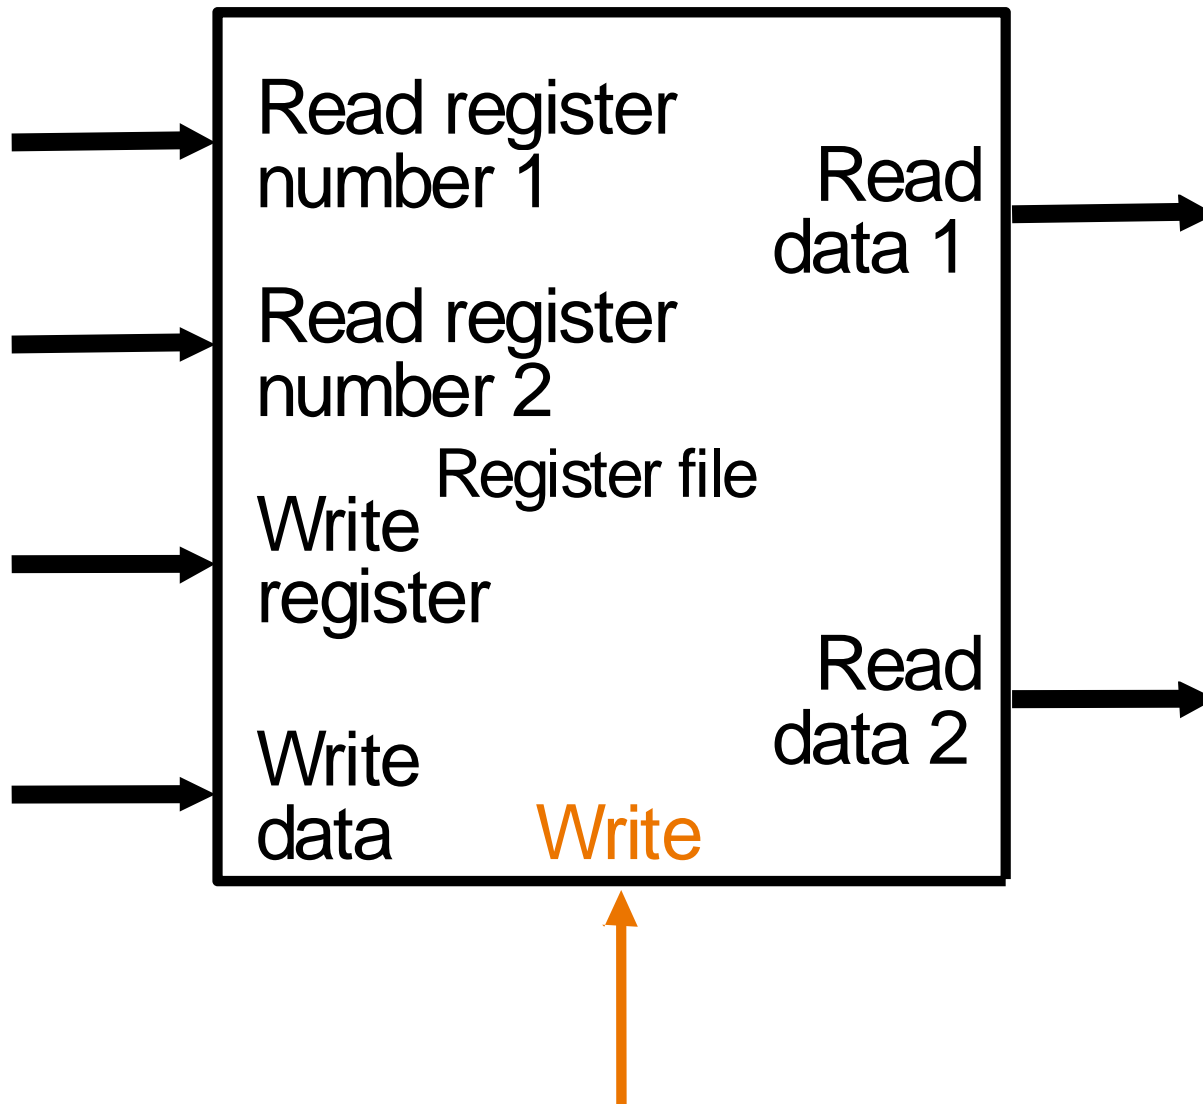 Read register
number 1
Read
data 1
Read register
number 2
Register file
Write
register
Read
data 2
Write
data
Write